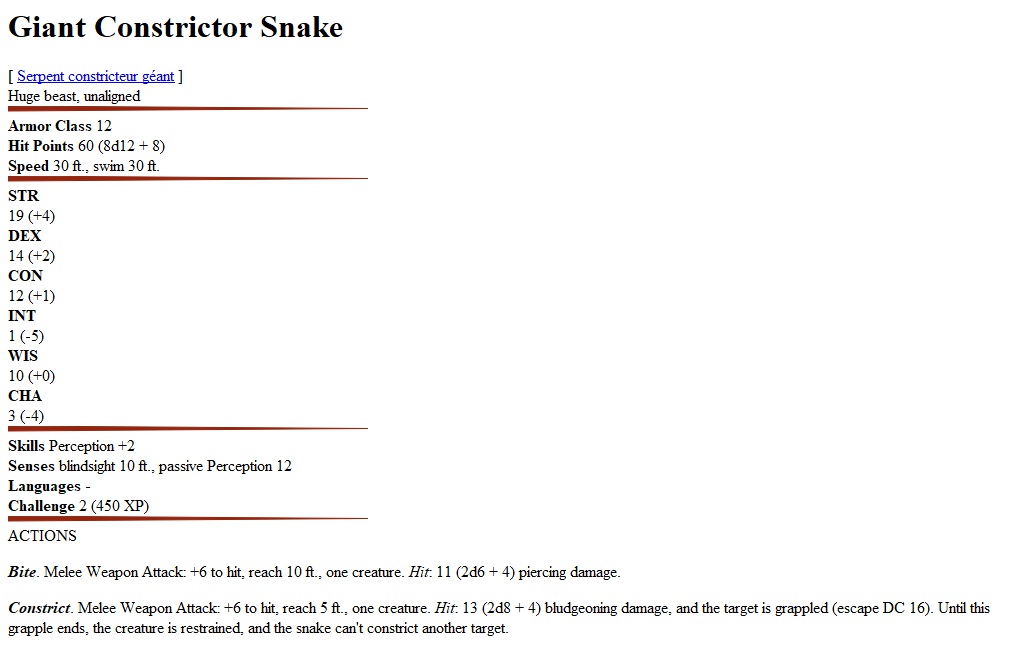 Giant Constrictor Snake
[ Serpent constricteur géant ]
Huge beast, unaligned
Armor Class 12
Hit Points 60 (8d12 + 8)
Speed 30 ft., swim 30 ft.
STR
19 (+4)
DEX
14 (+2)
CON
12 (+1)
INT
1 (-5)
WIS
10 (+0)
CHA
3 (-4)
Skills Perception +2
Senses blindsight 10 ft., passive Perception 12
Languages -
Challenge 2 (450 XP)
ACTIONS
Bite. Melee Weapon Attack: +6 to hit, reach 10 ft., one creature. Hit: 11 (2d6 + 4) piercing damage.
Constrict. Melee Weapon Attack: +6 to hit, reach 5 ft., one creature. Hit: 13 (2d8 + 4) bludgeoning damage, and the target is grappled (escape DC 16). Until this
grapple ends, the creature is restrained, and the snake can't constrict another target.